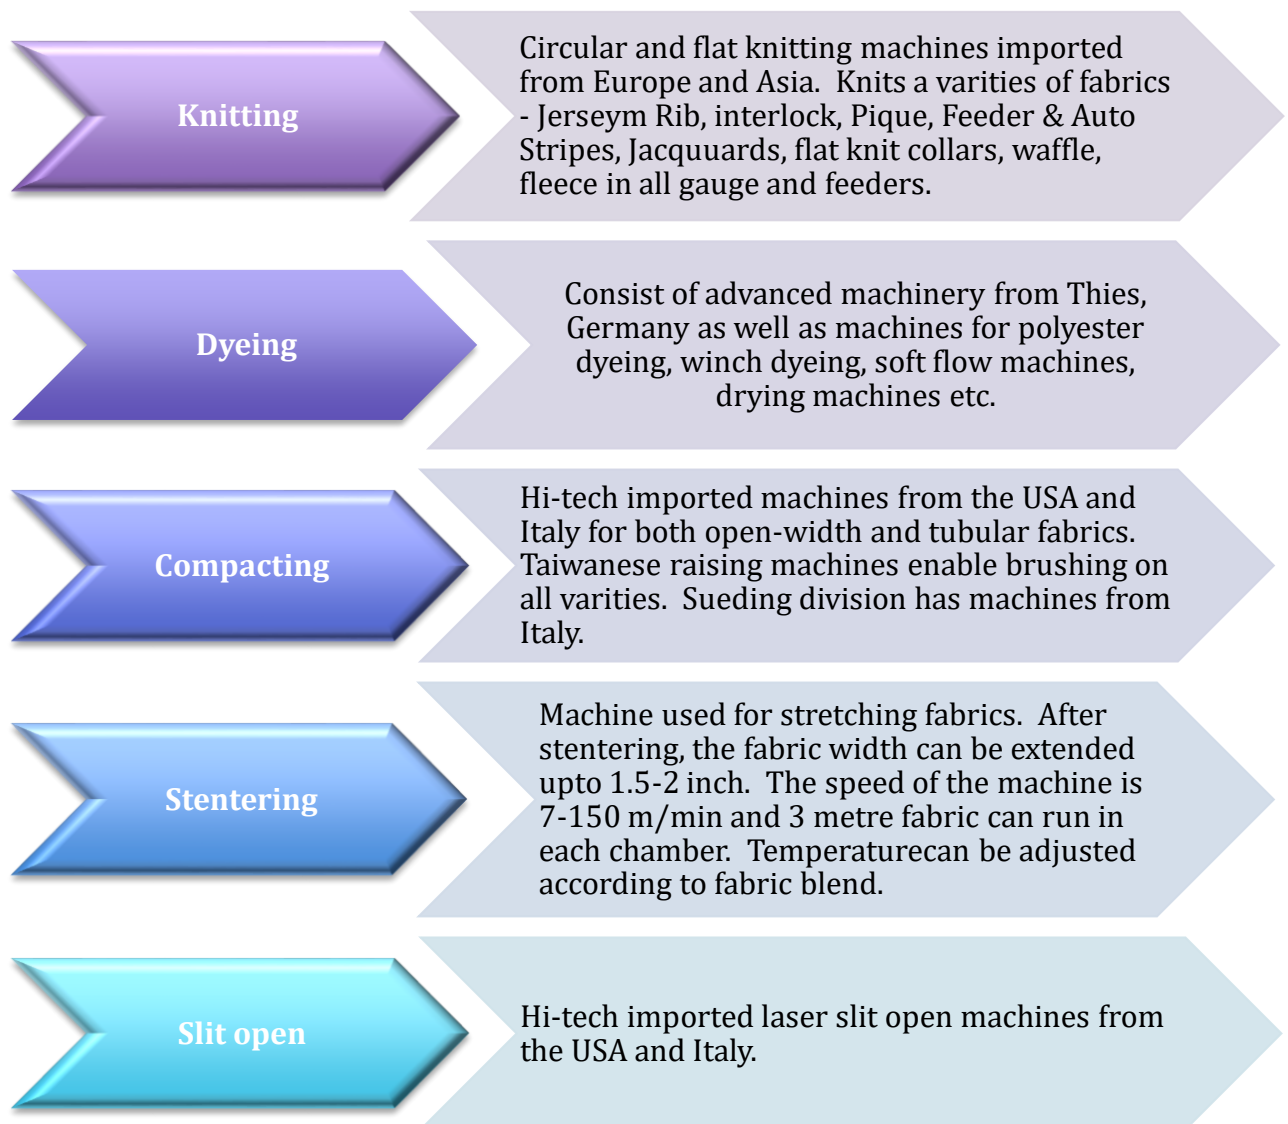 Knitting
Circular and flat knitting machines imported
from Europe and Asia.  Knits a varities of fabrics
- Jerseym Rib, interlock, Pique, Feeder & Auto
Stripes, Jacquuards, flat knit collars, waffle,
fleece in all gauge and feeders.
Dyeing
Consist of advanced machinery from Thies,
Germany as well as machines for polyester
dyeing, winch dyeing, soft flow machines,
drying machines etc.
Compacting
Hi-tech imported machines from the USA and
Italy for both open-width and tubular fabrics.
Taiwanese raising machines enable brushing on
all varities.  Sueding division has machines from
Italy.
Stentering
Machine used for stretching fabrics.  After
stentering, the fabric width can be extended
upto 1.5-2 inch.  The speed of the machine is
7-150 m/min and 3 metre fabric can run in
each chamber.  Temperaturecan be adjusted
according to fabric blend.
Slit open
Hi-tech imported laser slit open machines from
the USA and Italy.